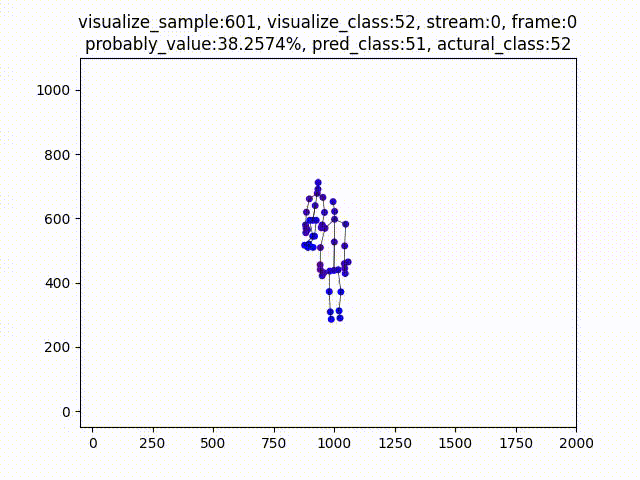 visualize_sample:601, visualize_class:52, stream:0, frame:0
probably_value:38.2574%, pred_class:51, actural_class:52
1000
800
600
400
200
0
0 250 500 750 1000 1250 1500 1750 2000